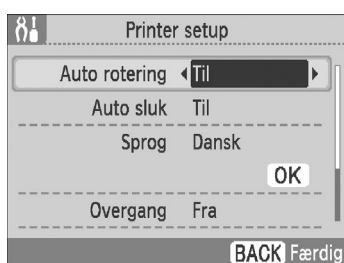 Printer setup
Auto rotering Til
Auto sluk Til
Sprog Dansk
OK
Overgang Fra
BACK Færdig